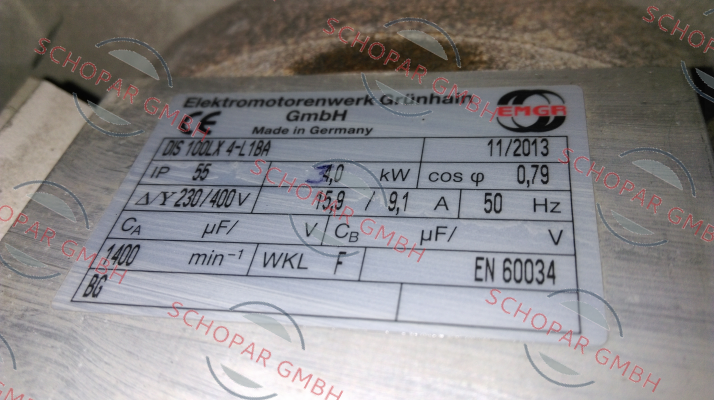 Elektromotorenwerk Grünhain
GmbH
Made in Germany
CE
EMGR
DIS 100LX 4-L1BA 11/2013
IP 55 ,0 kW cos φ 0,79
Δ/Y 230/400 V 15,9 / 9,1 A 50 Hz
CA µF/ V CB µF/ V
1400 min⁻¹ WKL F EN 60034
BG
SCHOPAR GMBH
SCHOPAR GMBH
SCHOPAR GMBH
SCHOPAR GMBH
SCHOPAR GMBH
SCHOPAR GMBH
SCHOPAR GMBH
SCHOPAR GMBH